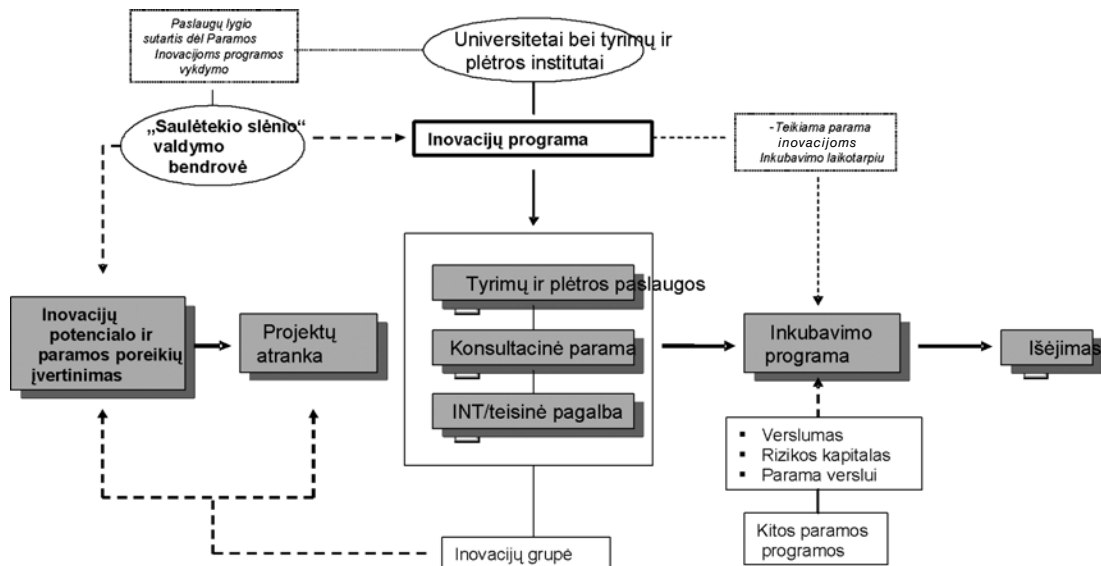 Paslaugų lygio
sutartis dėl Paramos
Inovacijoms programos
vykdymo
Universitetai bei tyrimų ir
plėtros institutai
„Saulėtekio slėnio“
valdymo
bendrovė
Inovacijų programa
-Teikiama parama
inovacijoms
Inkubavimo laikotarpiu
Inovacijų
potencialo ir
paramos poreikių
įvertinimas
Projektų
atranka
Tyrimų ir plėtros paslaugos
Konsultacinė parama
INT/teisinė pagalba
Inkubavimo
programa
Išėjimas
▪ Verslumas
▪ Rizikos kapitalas
▪ Parama verslui
Kitos paramos
programos
Inovacijų grupė